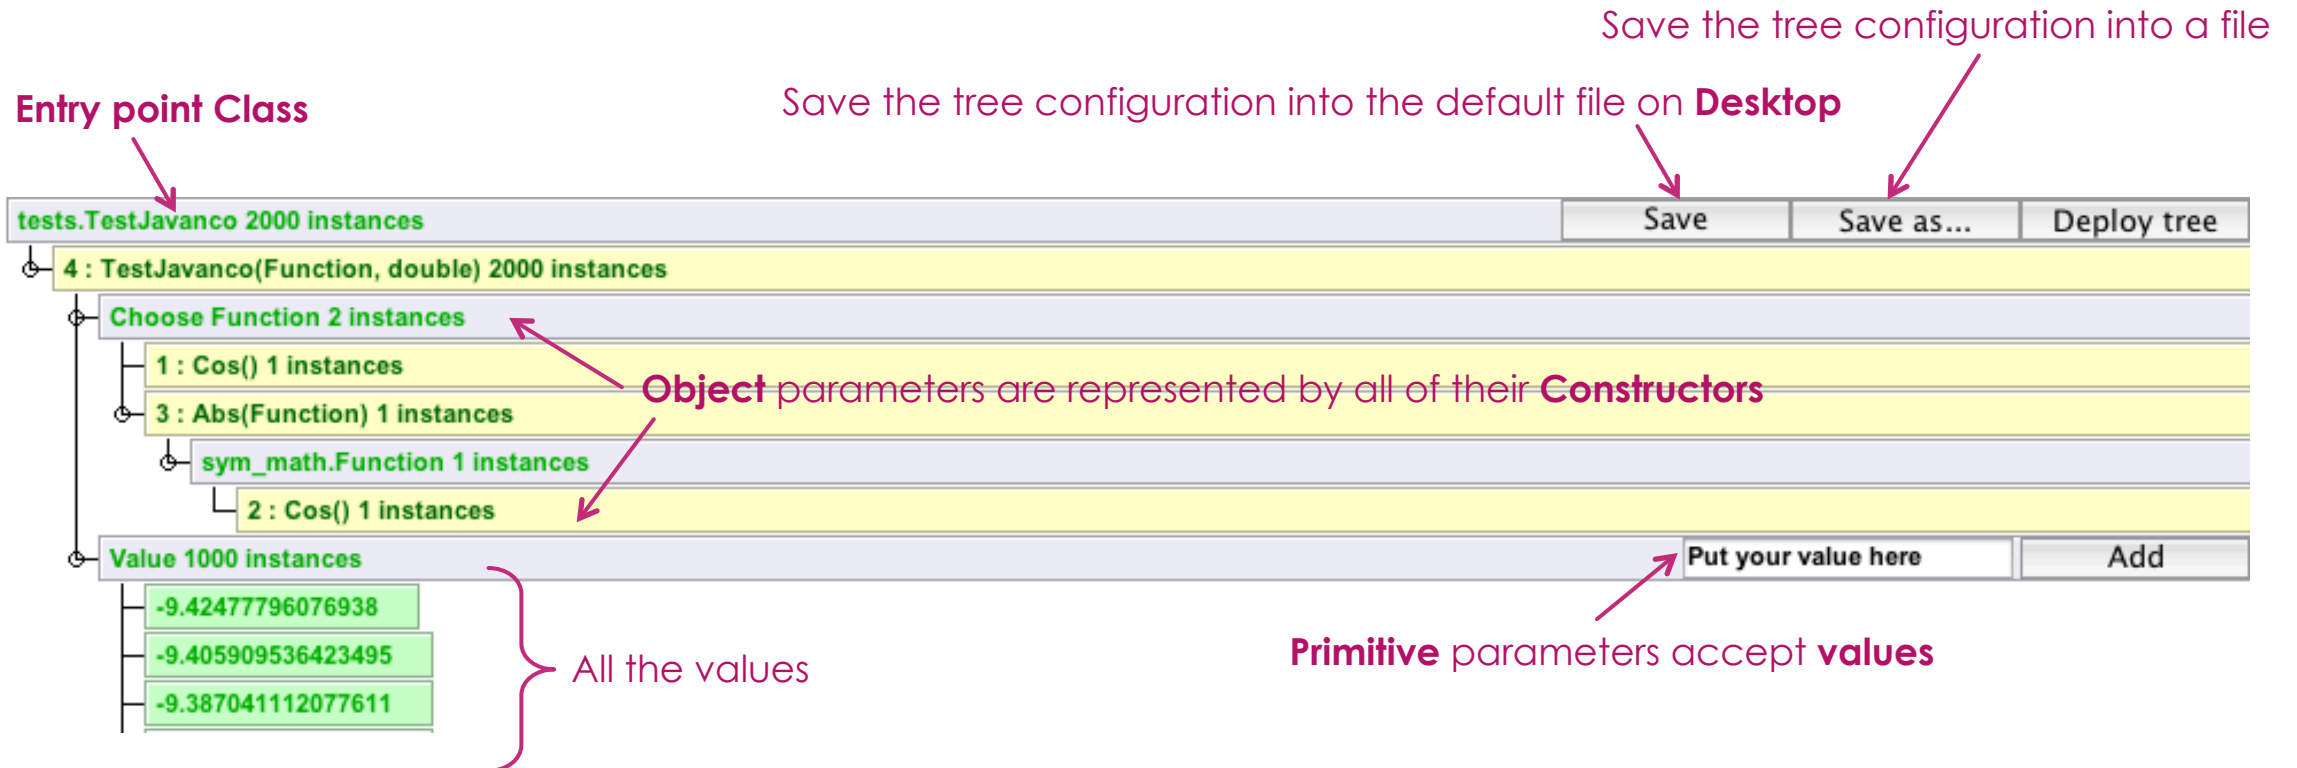 Save the tree configuration into a file
Entry point Class
Save the tree configuration into the default file on Desktop
tests.TestJavanco 2000 instances
Save
Save as...
Deploy tree
4 : TestJavanco(Function, double) 2000 instances
Choose Function 2 instances
1 : Cos() 1 instances
Object parameters are represented by all of their Constructors
3 : Abs(Function) 1 instances
sym_math.Function 1 instances
2 : Cos() 1 instances
Value 1000 instances
Put your value here
Add
-9.42477796076938
-9.405909536423495
-9.387041112077611
All the values
Primitive parameters accept values